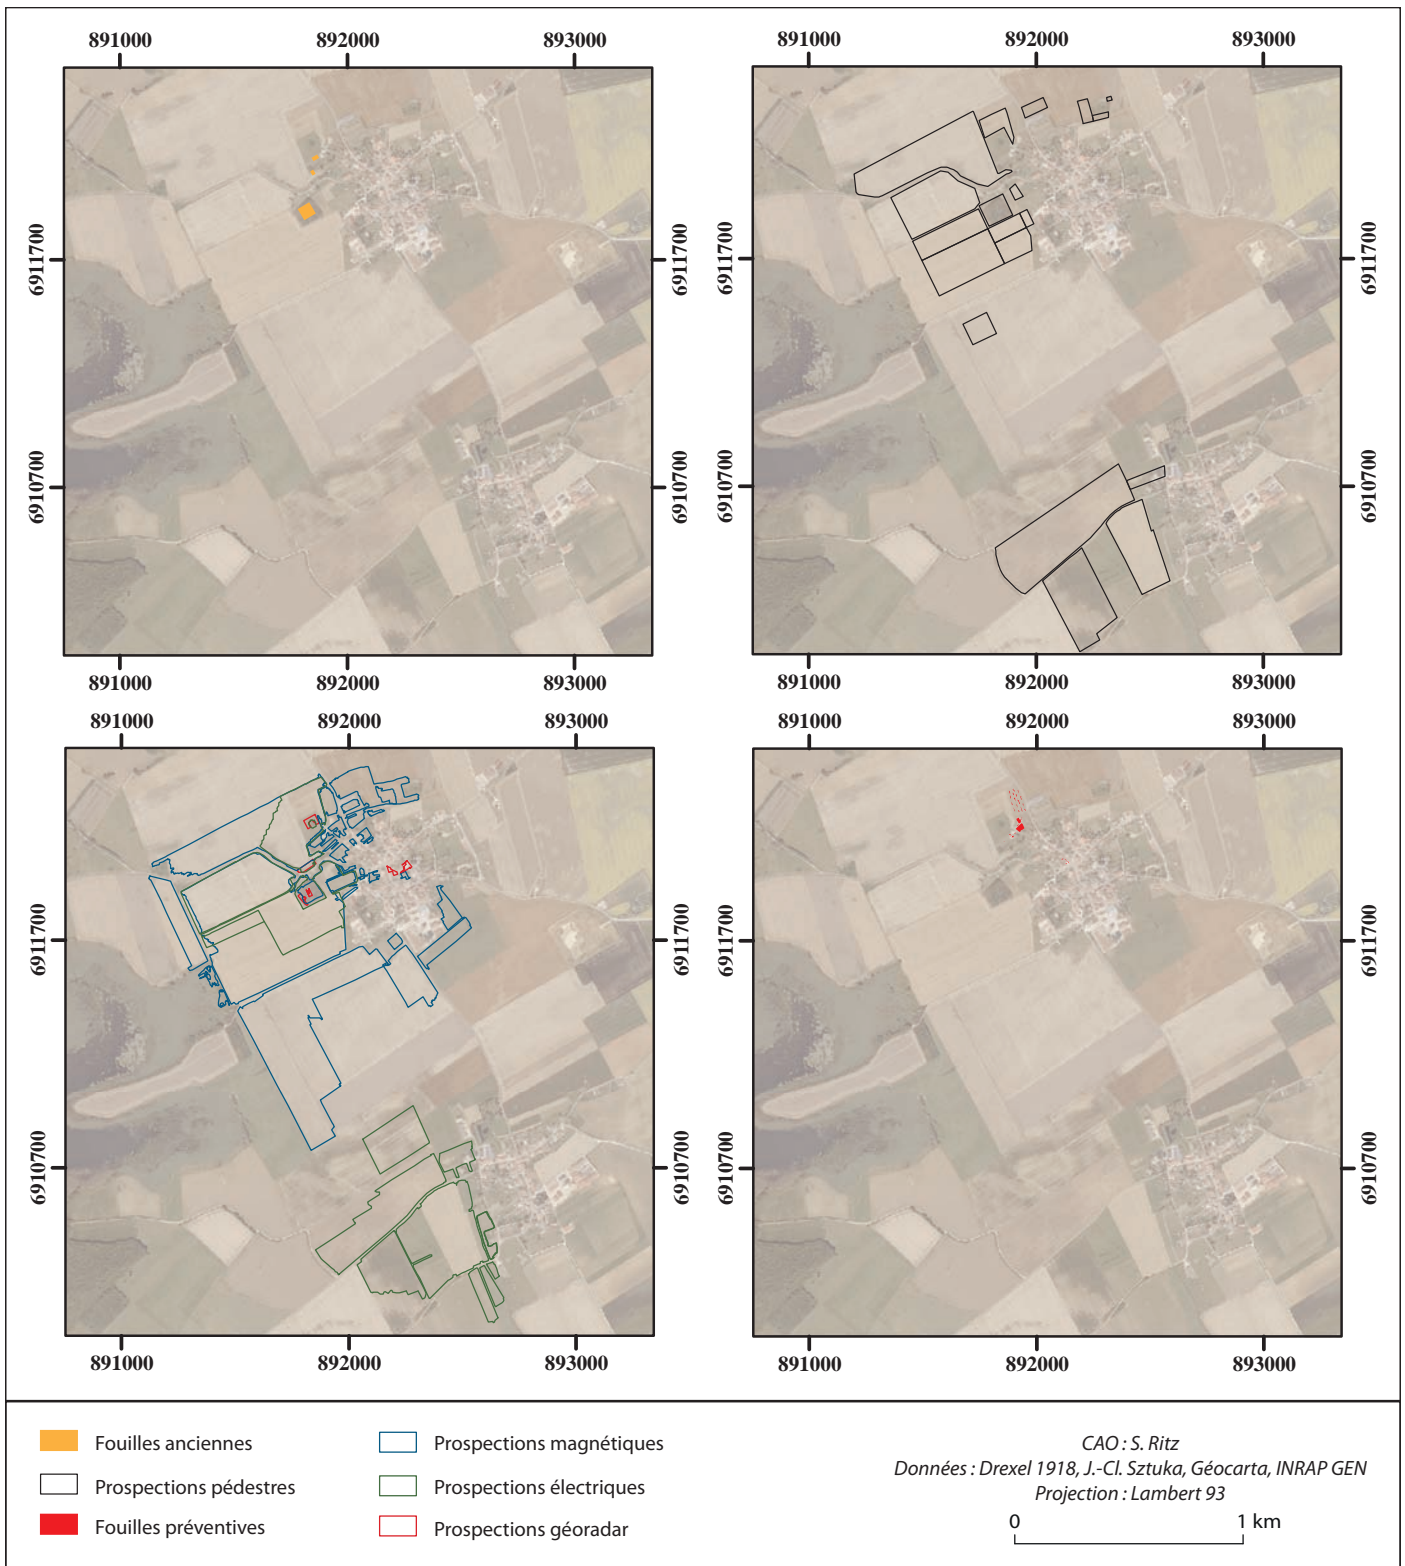 891000 892000 893000
891000 892000 893000
6911700 6911700
6911700 6911700
6910700 6910700
6910700 6910700
891000 892000 893000
891000 892000 893000
891000 892000 893000
891000 892000 893000
6911700 6911700
6911700 6911700
6910700 6910700
6910700 6910700
891000 892000 893000
891000 892000 893000
Fouilles anciennes
Prospections pédestres
Fouilles préventives
Prospections magnétiques
Prospections électriques
Prospections géoradar
CAO : S. Ritz
Données : Drexel 1918, J.-Cl. Sztuka, Géocarta, INRAP GEN
Projection : Lambert 93
0 1 km